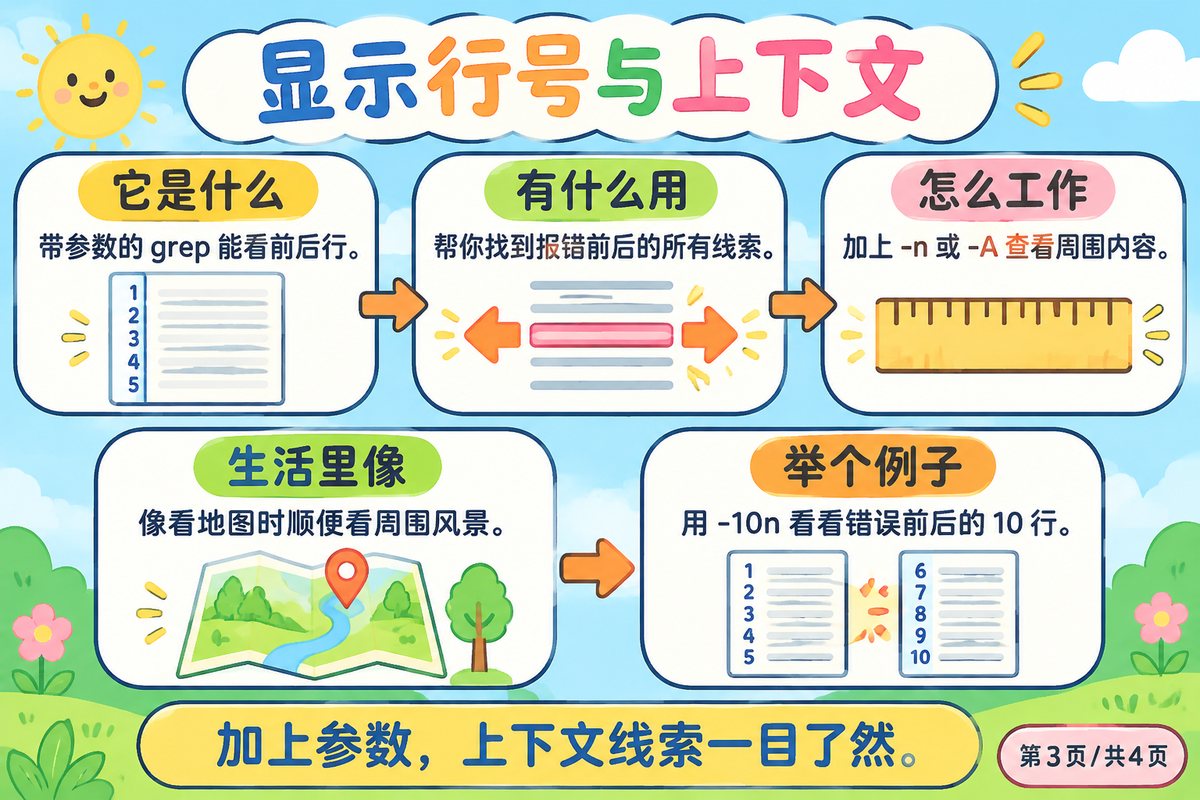 显示行号与上下文
它是什么
带参数的 grep 能看前后行。
1
2
3
4
5
有什么用
帮你找到报错前后的所有线索。
怎么工作
加上 -n 或 -A 查看周围内容。
生活里像
像看地图时顺便看周围风景。
举个例子
用 -10n 看看错误前后的 10 行。
1
2
3
4
5
6
7
8
9
10
加上参数，上下文线索一目了然。
第3页/共4页